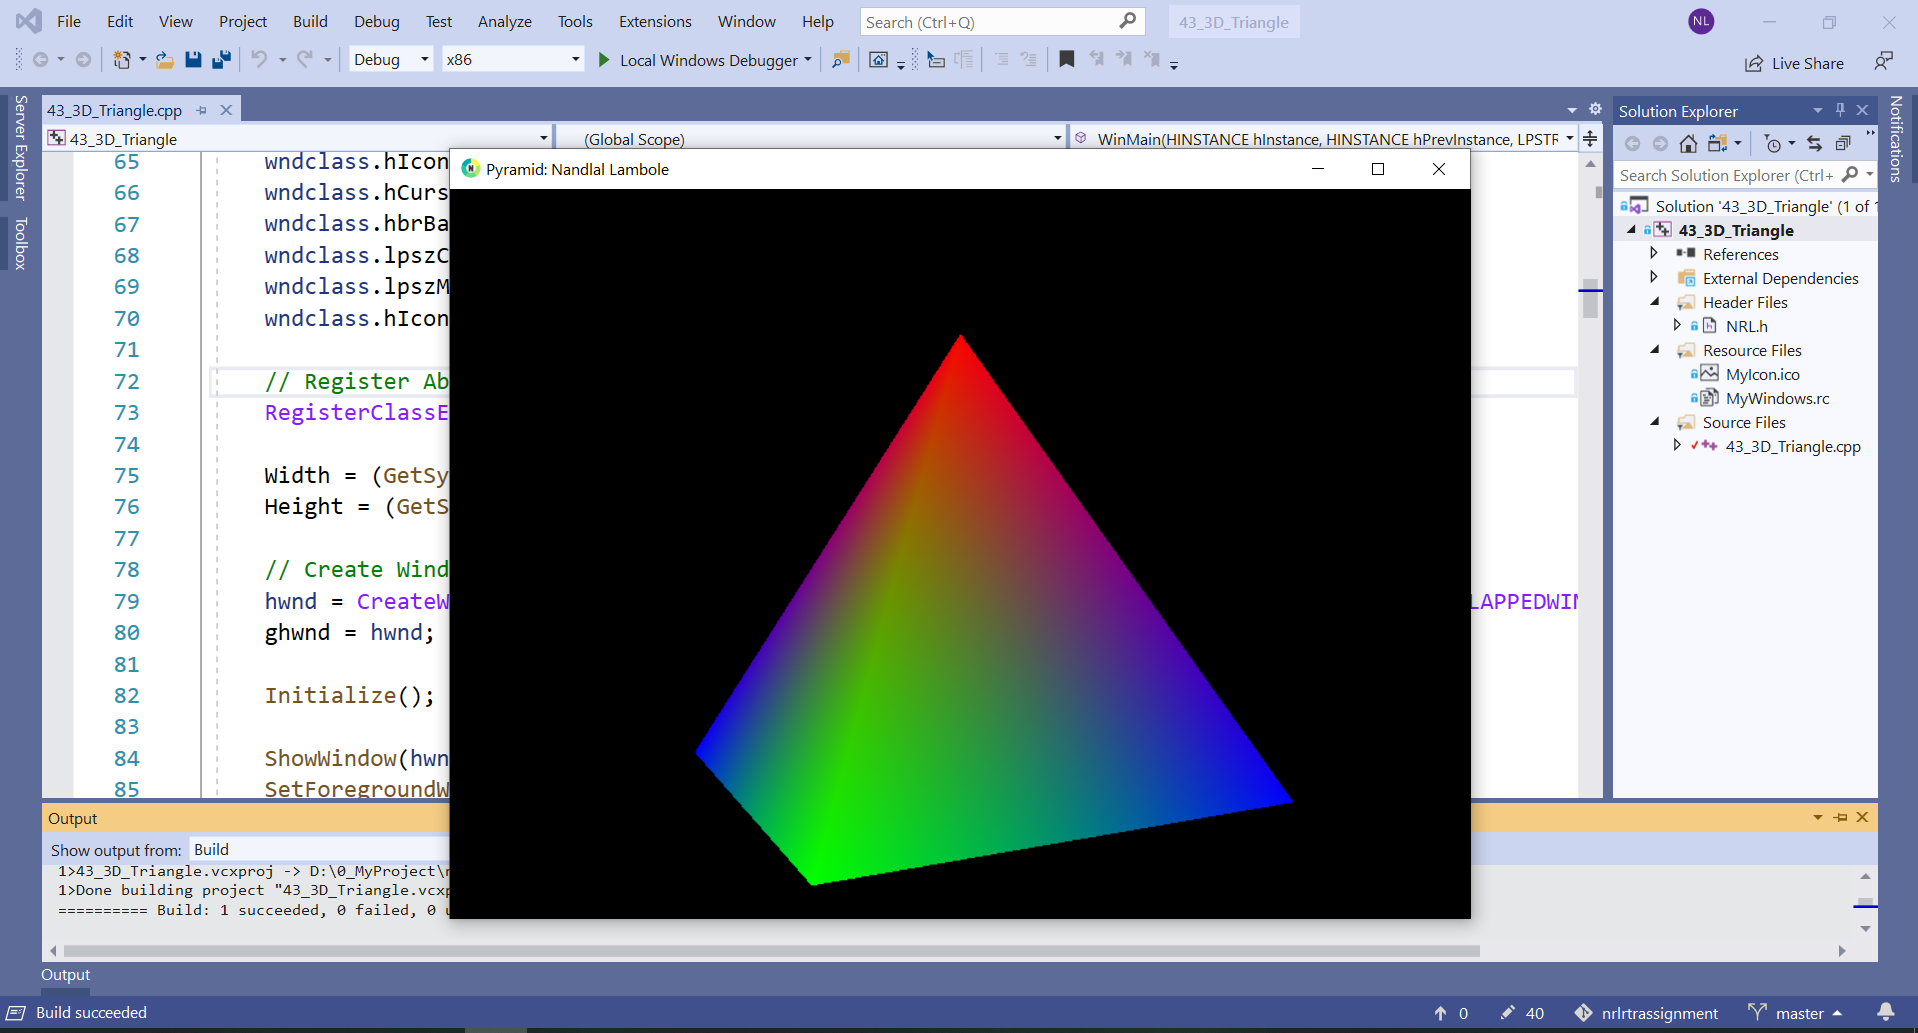 File Edit View Project Build Debug Test Analyze Tools Extensions Window Help Search (Ctrl+Q) 43_3D_Triangle NL
Debug x86 Local Windows Debugger Live Share
Server Explorer
Toolbox
43_3D_Triangle.cpp
43_3D_Triangle (Global Scope) WinMain(HINSTANCE hInstance, HINSTANCE hPrevInstance, LPSTR
65 wndclass.hIcon
66 wndclass.hCurs
67 wndclass.hbrBa
68 wndclass.lpszC
69 wndclass.lpszM
70 wndclass.hIcon
71
72 // Register Ab
73 RegisterClassE
74
75 Width = (GetSy
76 Height = (GetS
77
78 // Create Wind
79 hwnd = CreateW LAPPEDWIN
80 ghwnd = hwnd;
81
82 Initialize();
83
84 ShowWindow(hwn
85 SetForegroundW
Pyramid: Nandlal Lambole
Solution Explorer
Search Solution Explorer (Ctrl+
Solution '43_3D_Triangle' (1 of 1
43_3D_Triangle
References
External Dependencies
Header Files
NRL.h
Resource Files
MyIcon.ico
MyWindows.rc
Source Files
43_3D_Triangle.cpp
Notifications
Output
Show output from: Build
1>43_3D_Triangle.vcxproj -> D:\0_MyProject\
1>Done building project "43_3D_Triangle.vcxp
========== Build: 1 succeeded, 0 failed, 0 u
Output
Build succeeded 0 40 nrlrtrassignment master